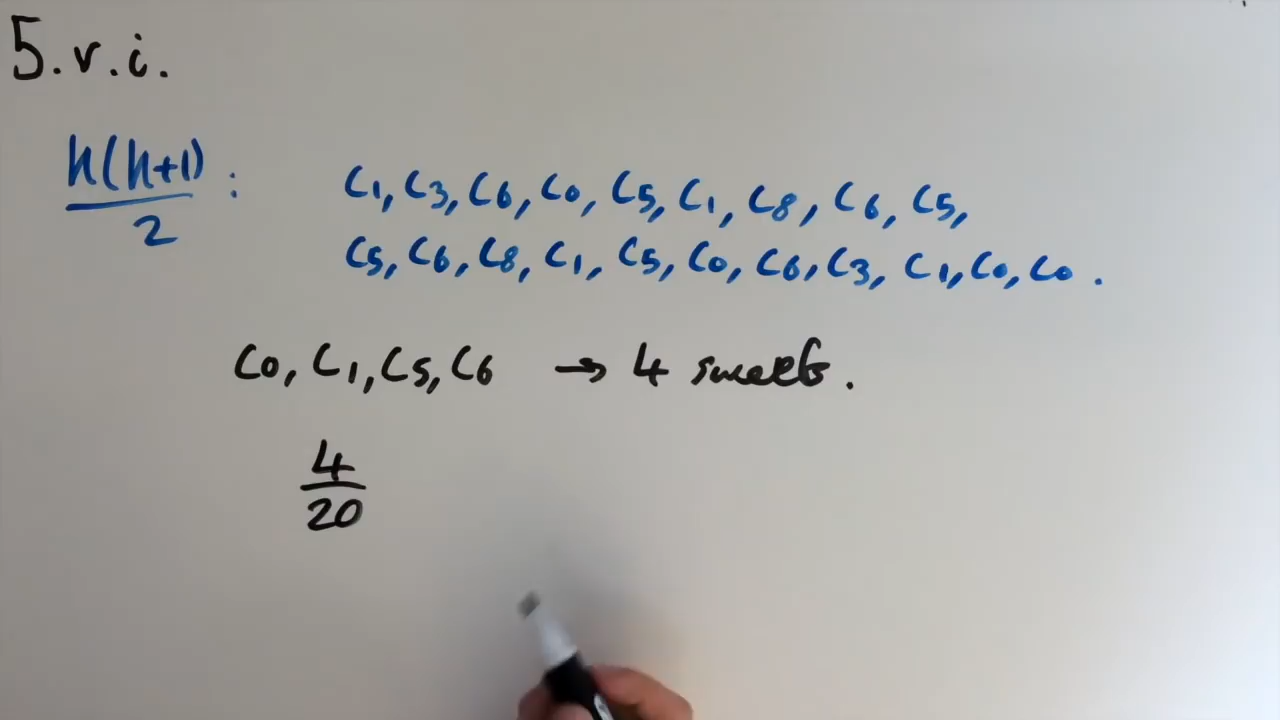 5.v.i.
n(n+1)
2
:
C1, C3, C6, C0, C5, C1, C8, C6, C5,
C5, C6, C8, C1, C5, C0, C6, C3, C1, C0, C0.
C0, C1, C5, C6 → 4 sweets.
4
20